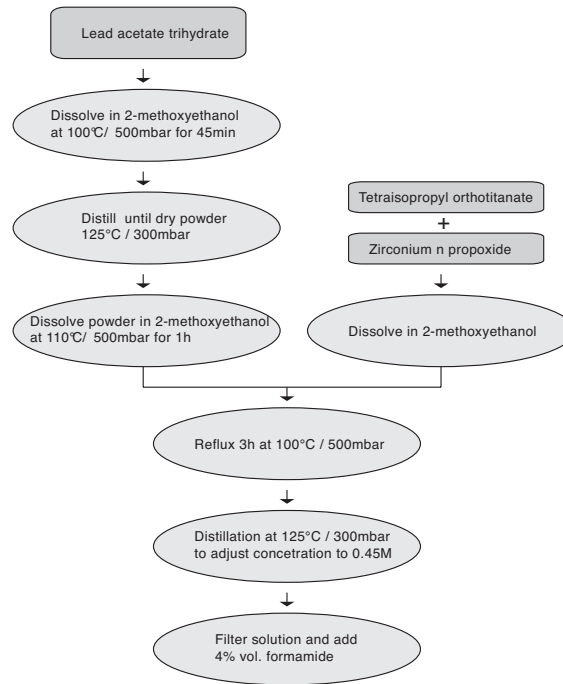 Lead acetate trihydrate
Dissolve in 2-methoxyethanol
at 100°C/ 500mbar for 45min
Distill until dry powder
125°C / 300mbar
Dissolve powder in 2-methoxyethanol
at 110°C/ 500mbar for 1h
Tetraisopropyl orthotitanate
+
Zirconium n propoxide
Dissolve in 2-methoxyethanol
Reflux 3h at 100°C / 500mbar
Distillation at 125°C / 300mbar
to adjust concetration to 0.45M
Filter solution and add
4% vol. formamide